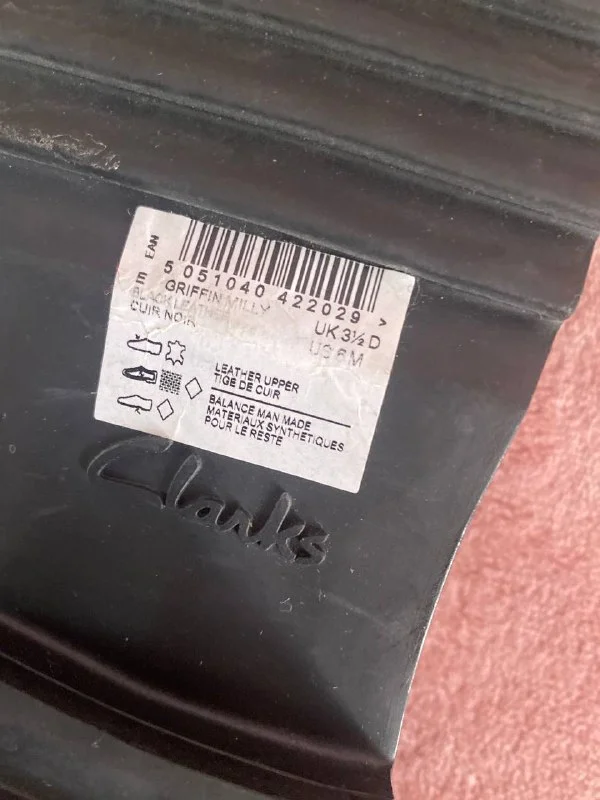 EAN
5 051040 422029 >
E GRIFFIN MILLY
BLACK LEATHER UK 3½ D
CUIR NOIR US 6 M
LEATHER UPPER
TIGE DE CUIR
BALANCE MAN MADE
MATERIAUX SYNTHETIQUES
POUR LE RESTE
Clarks